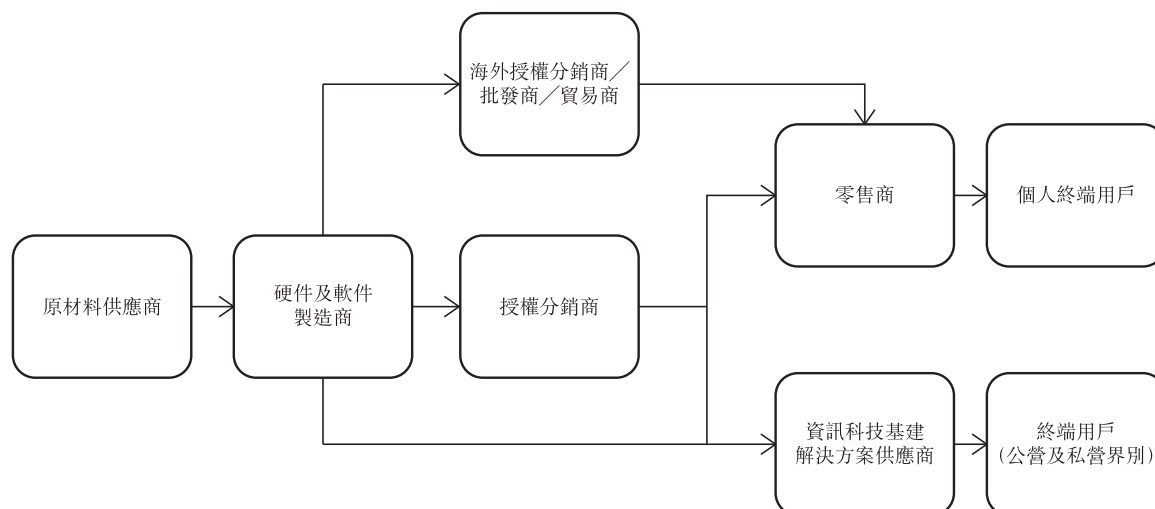 海外授權分銷商／
批發商／貿易商
零售商
個人終端用戶
原材料供應商
硬件及軟件
製造商
授權分銷商
資訊科技基建
解決方案供應商
終端用戶
(公營及私營界別)